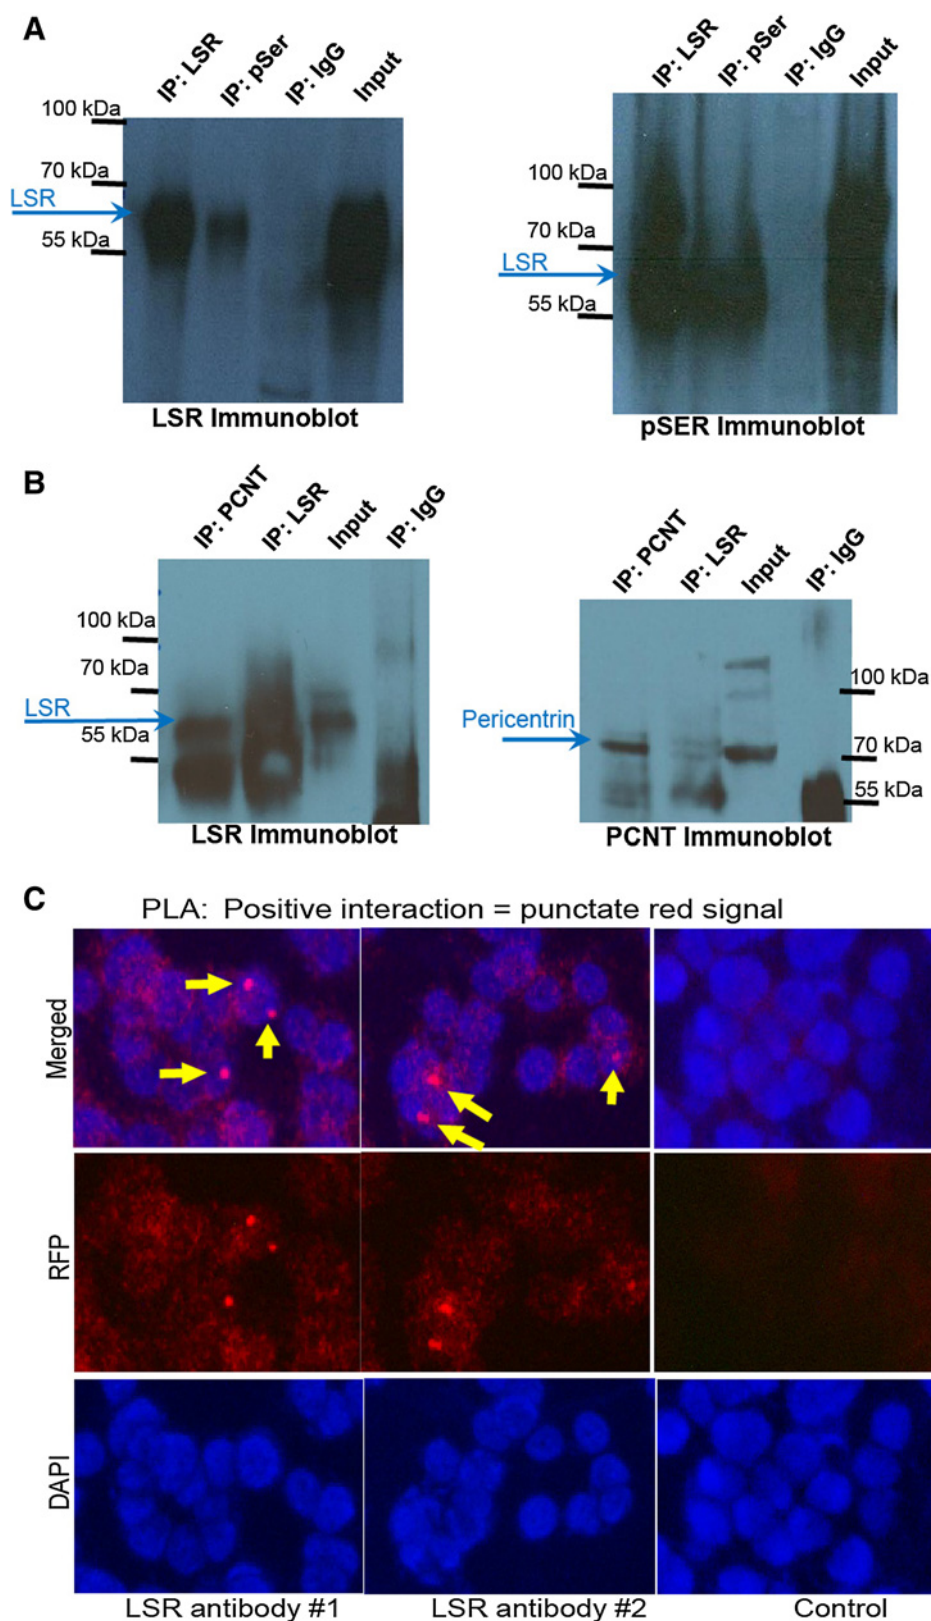 A
IP: LSR IP: pSer IP: IgG Input
IP: LSR IP: pSer IP: IgG Input
100 kDa
70 kDa
LSR
55 kDa
100 kDa
70 kDa
LSR
55 kDa
LSR Immunoblot
pSER Immunoblot
B
IP: PCNT IP: LSR Input IP: IgG
IP: PCNT IP: LSR Input IP: IgG
100 kDa
70 kDa
LSR
55 kDa
Pericentrin
100 kDa
70 kDa
55 kDa
LSR Immunoblot
PCNT Immunoblot
C
PLA: Positive interaction = punctate red signal
Merged
RFP
DAPI
LSR antibody #1 LSR antibody #2 Control